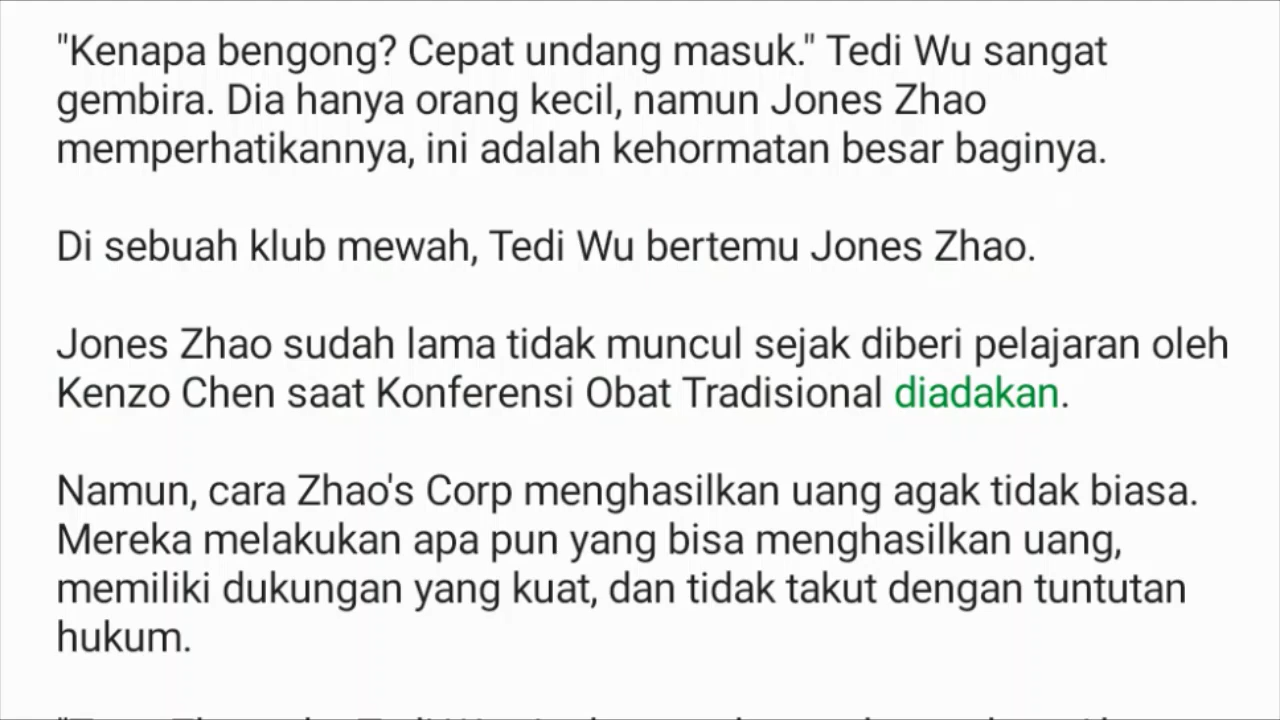 "Kenapa bengong? Cepat undang masuk." Tedi Wu sangat
gembira. Dia hanya orang kecil, namun Jones Zhao
memperhatikannya, ini adalah kehormatan besar baginya.
Di sebuah klub mewah, Tedi Wu bertemu Jones Zhao.
Jones Zhao sudah lama tidak muncul sejak diberi pelajaran oleh
Kenzo Chen saat Konferensi Obat Tradisional diadakan.
Namun, cara Zhao's Corp menghasilkan uang agak tidak biasa.
Mereka melakukan apa pun yang bisa menghasilkan uang,
memiliki dukungan yang kuat, dan tidak takut dengan tuntutan
hukum.